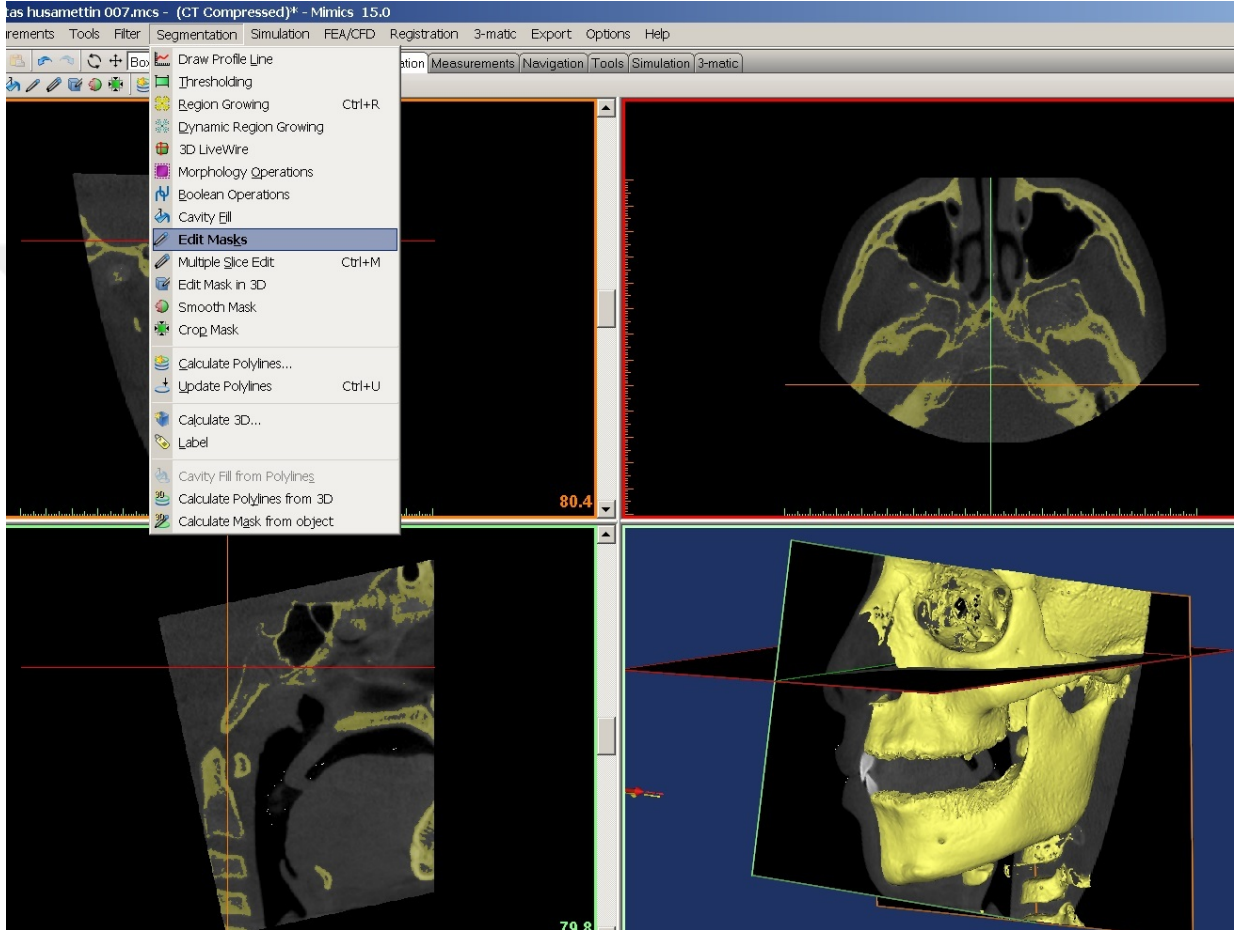 tas husamettin 007.mcs - (CT Compressed)* - Mimics 15.0
rements Tools Filter Segmentation Simulation FEA/CFD Registration 3-matic Export Options Help
Box
ation Measurements Navigation Tools Simulation 3-matic
Draw Profile Line
Thresholding
Region Growing Ctrl+R
Dynamic Region Growing
3D LiveWire
Morphology Operations
Boolean Operations
Cavity Fill
Edit Masks
Multiple Slice Edit Ctrl+M
Edit Mask in 3D
Smooth Mask
Crop Mask
Calculate Polylines...
Update Polylines Ctrl+U
Calculate 3D...
Label
Cavity Fill from Polylines
Calculate Polylines from 3D
Calculate Mask from object
80.4
79.8